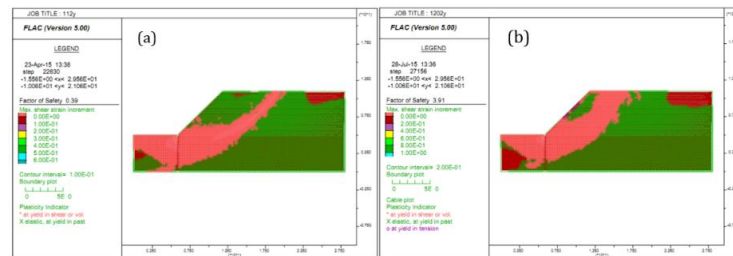 JOB TITLE : 112y
FLAC (Version 5.00)
LEGEND
23-Apr-15 13:38
step 22830
-1.556E+00 <x< 2.956E+01
-1.006E+01 <y< 2.106E+01
Factor of Safety 0.39
Max. shear strain increment
0.00E+00
1.00E-01
2.00E-01
3.00E-01
4.00E-01
5.00E-01
6.00E-01
Contour interval= 1.00E-01
Boundary plot
0 5E 0
Plasticity Indicator
* at yield in shear or vol.
X elastic, at yield in past
(a)
JOB TITLE : 1202y
FLAC (Version 5.00)
LEGEND
28-Jul-15 13:36
step 27156
-1.556E+00 <x< 2.956E+01
-1.006E+01 <y< 2.106E+01
Factor of Safety 3.91
Max. shear strain increment
0.00E+00
2.00E-01
4.00E-01
6.00E-01
8.00E-01
1.00E+00
Contour interval= 2.00E-01
Boundary plot
0 5E 0
Cable plot
Plasticity Indicator
* at yield in shear or vol.
X elastic, at yield in past
o at yield in tension
(b)